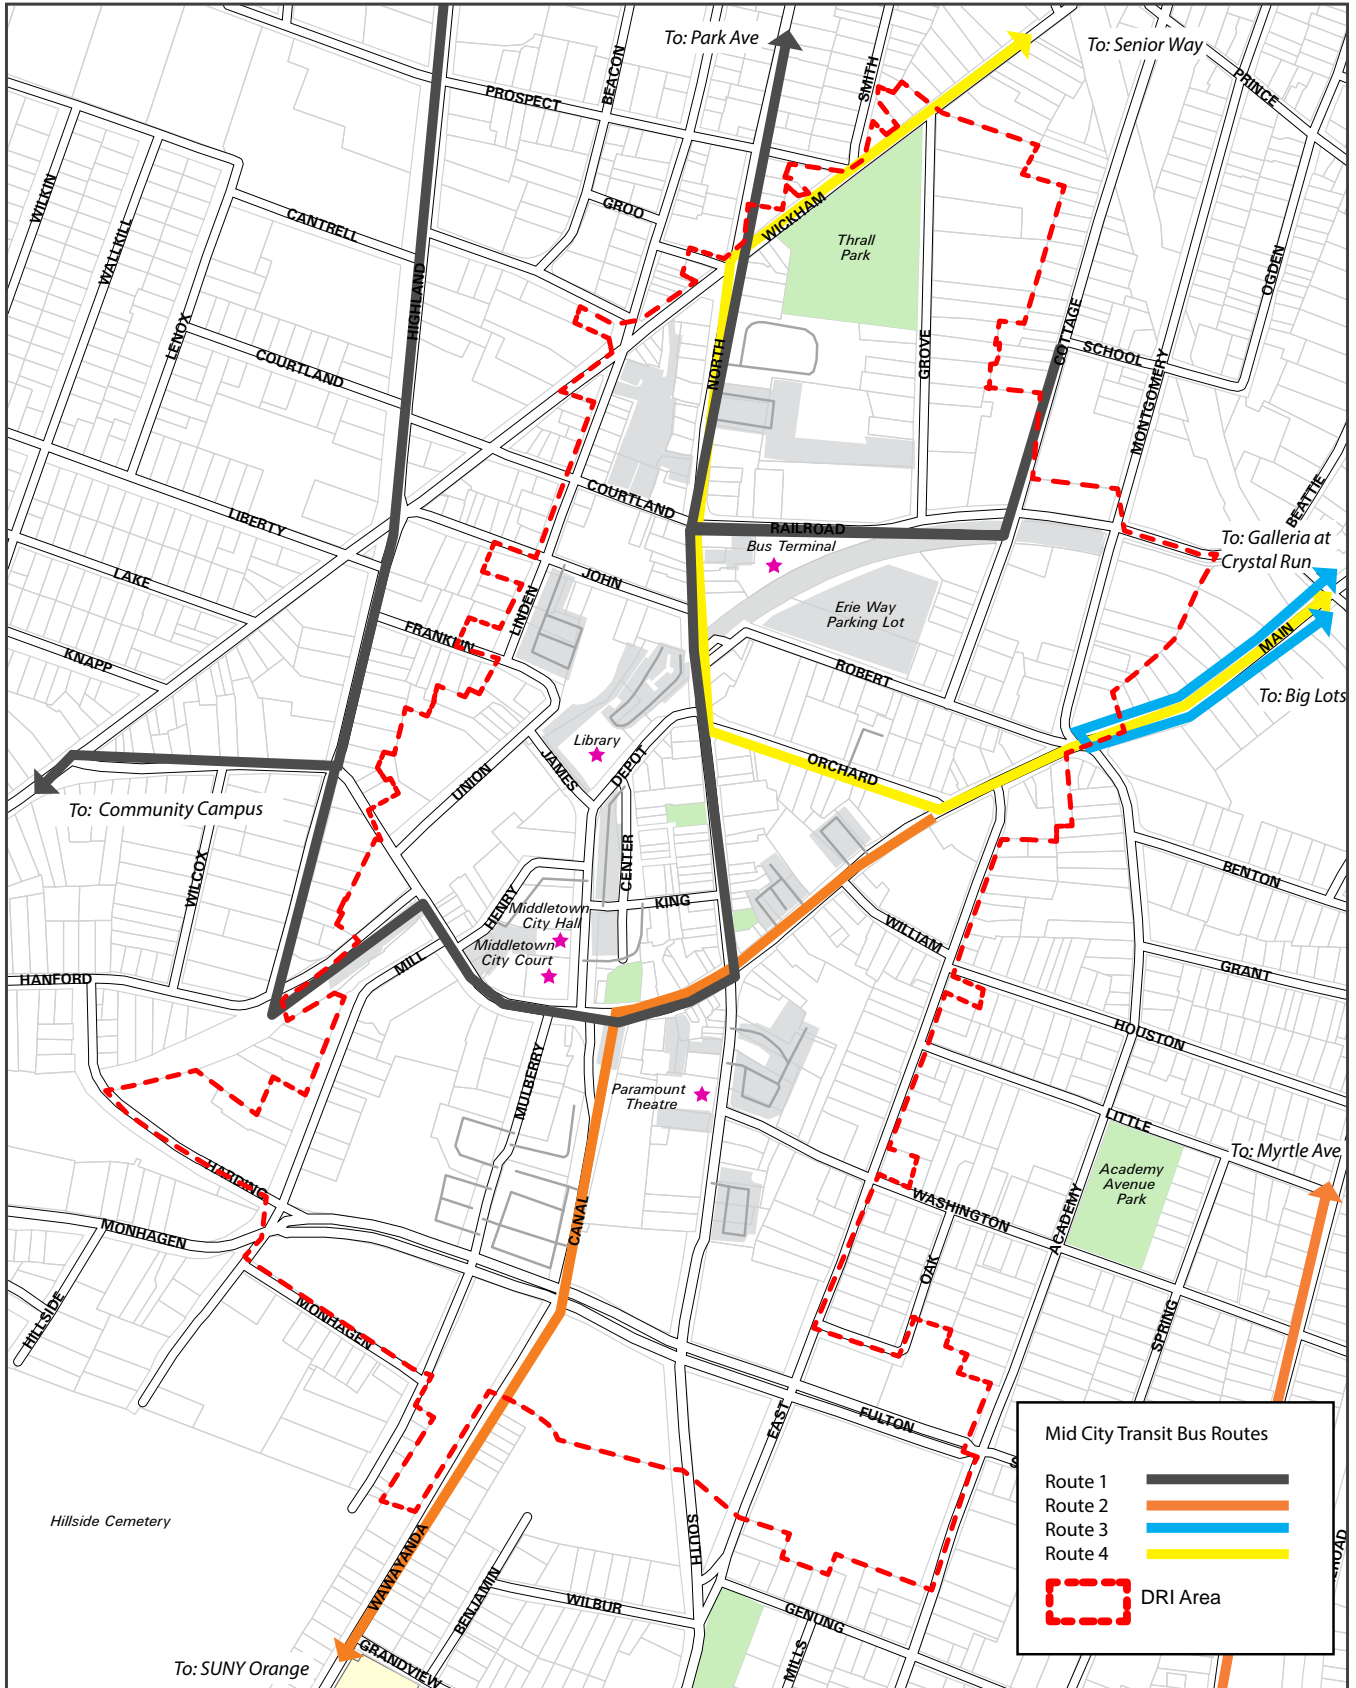 To: Park Ave
To: Senior Way
SMITH
PRINCE
PROSPECT
BEACON
WILKIN
WALLKILL
CANTRELL
GROO
WICKHAM
Thrall
Park
HIGHLAND
OGDEN
LENOX
COURTLAND
NORTH
GROVE
COTTAGE
SCHOOL
MONTGOMERY
COURTLAND
LIBERTY
RAILROAD
Bus Terminal
BEATTIE
To: Galleria at
Crystal Run
LAKE
JOHN
LINDEN
Erie Way
Parking Lot
FRANKLIN
KNAPP
ROBERT
MAIN
To: Big Lots
Library
JAMES
DEPOT
UNION
ORCHARD
To: Community Campus
WILCOX
CENTER
BENTON
HENRY
KING
Middletown
City Hall
Middletown
City Court
WILLIAM
MILL
HANFORD
GRANT
HOUSTON
MULBERRY
Paramount
Theatre
LITTLE
To: Myrtle Ave
Academy
Avenue
Park
HARDING
WASHINGTON
ACADEMY
MONHAGEN
CANAL
OAK
HILLSIDE
MONHAGEN
SPRING
EAST
FULTON
S
Mid City Transit Bus Routes
Route 1
Route 2
Route 3
Route 4
DRI Area
Hillside Cemetery
SOUTH
WAWAYANDA
BENJAMIN
WILBUR
GENUNG
MILLS
GRANDVIEW
To: SUNY Orange